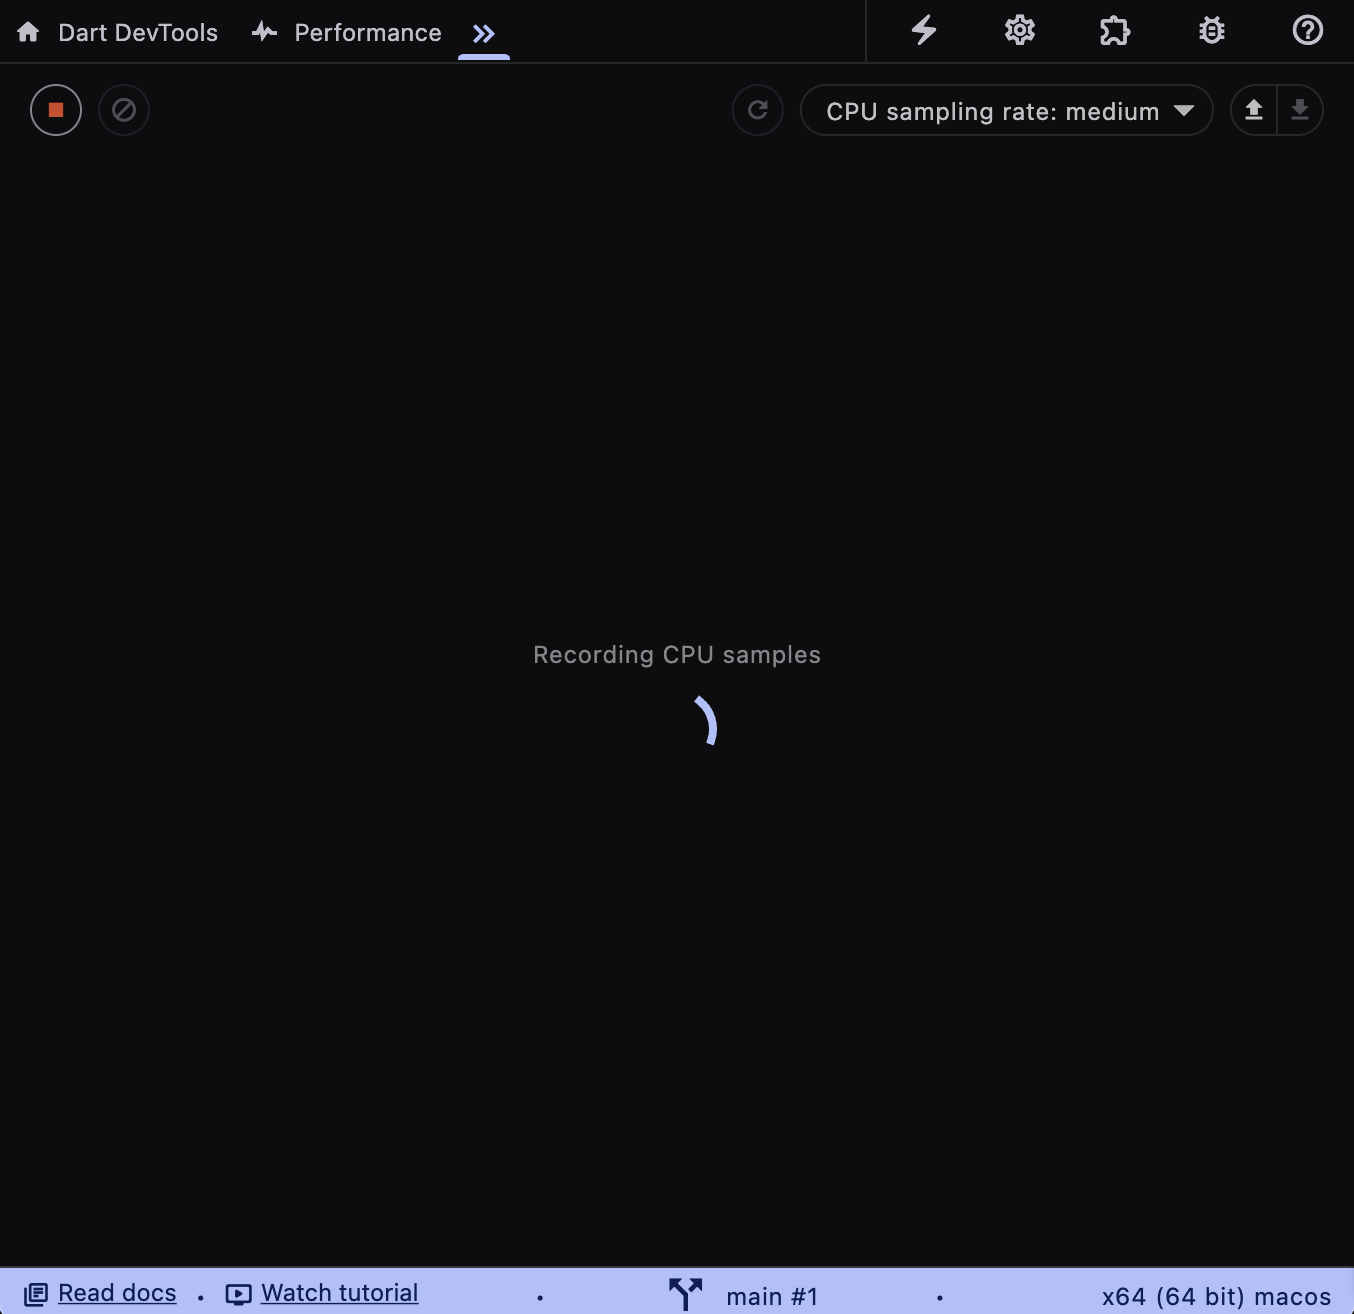 Dart DevTools Performance
CPU sampling rate: medium
Recording CPU samples
Read docs • Watch tutorial • main #1 • x64 (64 bit) macos